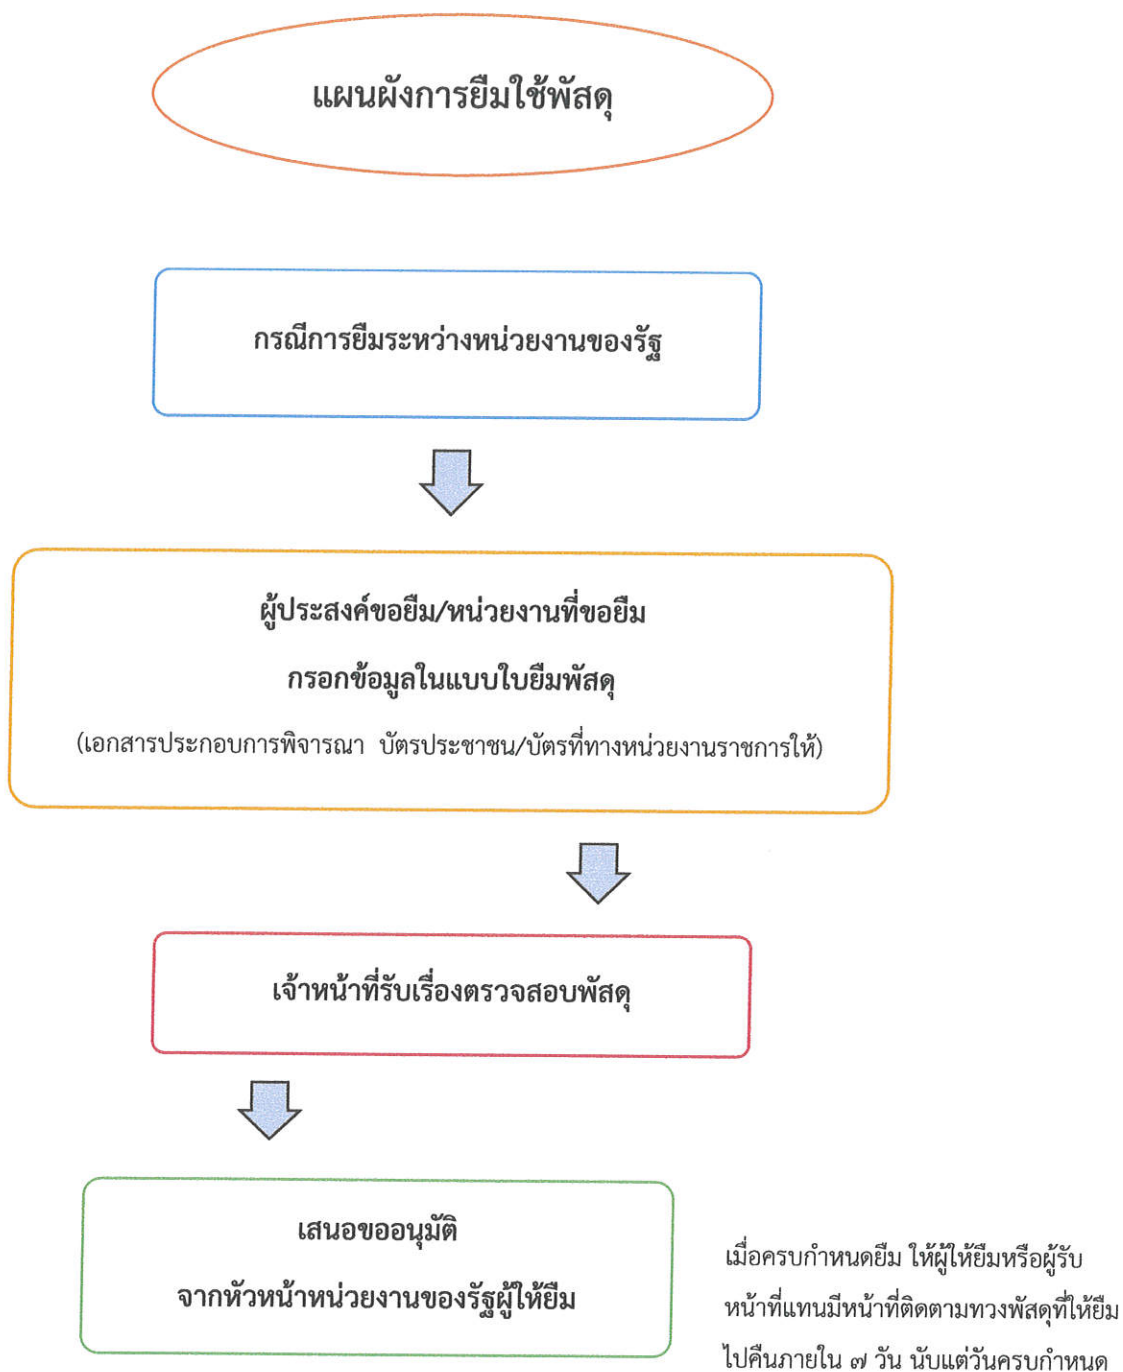 แผนผังการยืมใช้พัสดุ
กรณีการยืมระหว่างหน่วยงานของรัฐ
ผู้ประสงค์ขอยืม/หน่วยงานที่ขอยืม
กรอกข้อมูลในแบบใบยืมพัสดุ
(เอกสารประกอบการพิจารณา บัตรประชาชน/บัตรที่ทางหน่วยงานราชการให้)
เจ้าหน้าที่รับเรื่องตรวจสอบพัสดุ
เสนอขออนุมัติ
จากหัวหน้าหน่วยงานของรัฐผู้ให้ยืม
เมื่อครบกำหนดยืม ให้ผู้ให้ยืมหรือผู้รับ
หน้าที่แทนมีหน้าที่ติดตามทวงพัสดุที่ให้ยืม
ไปคืนภายใน ๗ วัน นับแต่วันครบกำหนด